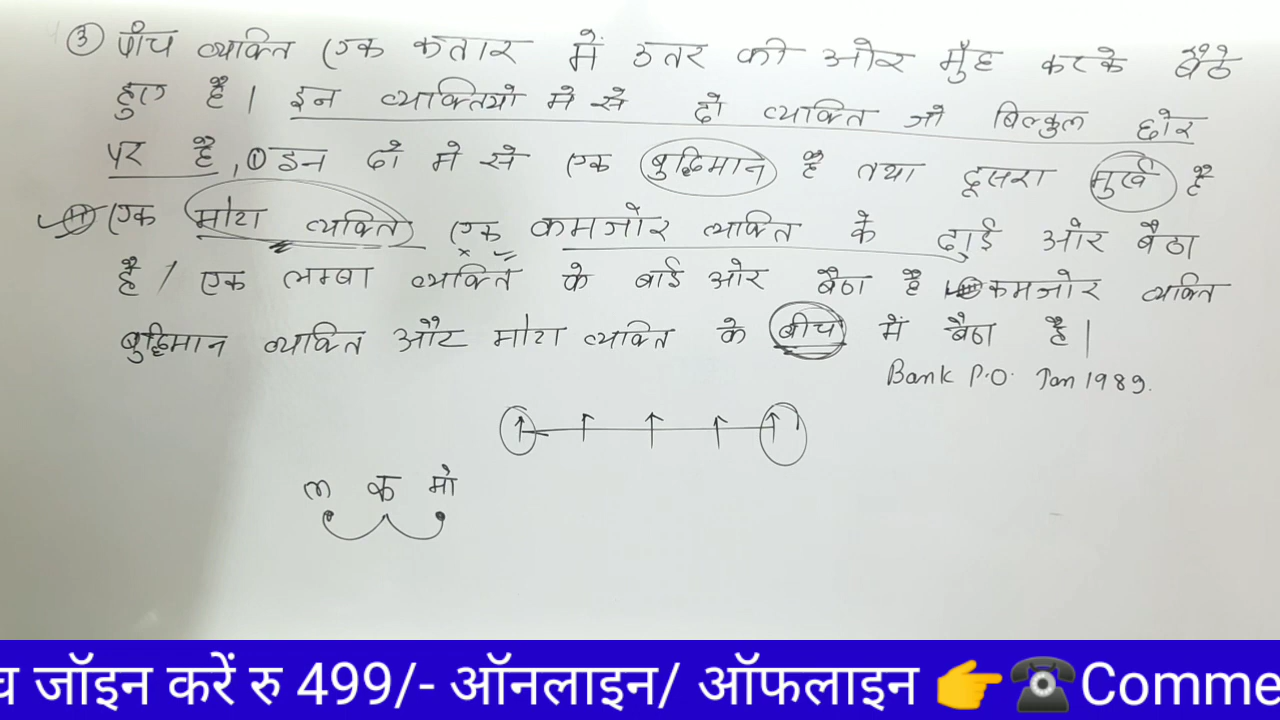 ③ पाँच व्यक्ति एक कतार में उतर की ओर मुँह करके बैठे
हुए है । इन व्यक्तियो मे से दो व्यक्ति जो बिल्कुल छोर
पर है , ① इन दो मे से एक बुद्धिमान है तथा दूसरा मुर्ख है
एक मोटा व्यक्ति एक कमजोर व्यक्ति के दाई ओर बैठा
है / एक लम्बा व्यक्ति के बाई ओर बैठा है कमजोर व्यक्ति
बुद्धिमान व्यक्ति और मोटा व्यक्ति के बीच में बैठा है |
Bank P.O. Jan 1989.
ल क मो
च जॉइन करें रु 499/- ऑनलाइन/ ऑफलाइन 👉☎Comme